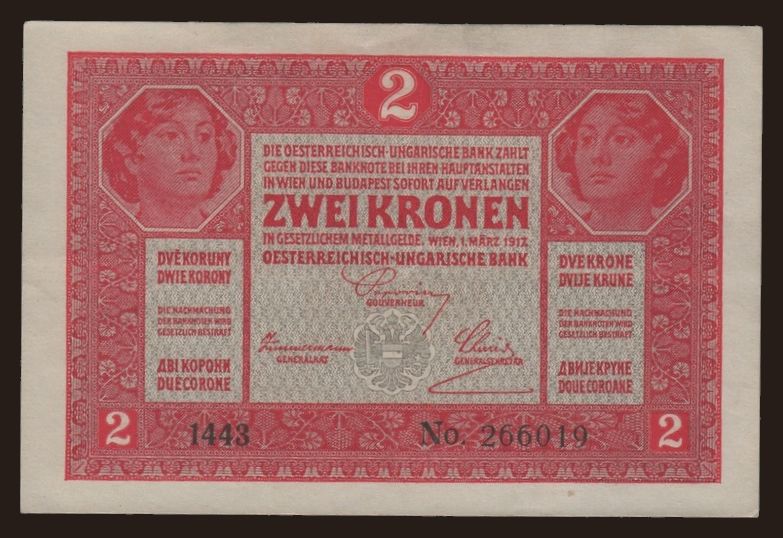 2
DIE OESTERREICHISCH-UNGARISCHE BANK ZAHLT
GEGEN DIESE BANKNOTE BEI IHREN HAUPTANSTALTEN
IN WIEN UND BUDAPEST SOFORT AUF VERLANGEN
ZWEI KRONEN
IN GESETZLICHEM METALLGELDE. WIEN, 1. MÄRZ 1917.
OESTERREICHISCH-UNGARISCHE BANK
GOUVERNEUR
GENERALRAT
GENERALSEKRETÄR
DVĚ KORUNY
DWIE KORONY
DIE NACHMACHUNG
DER BANKNOTEN WIRD
GESETZLICH BESTRAFT
ДВІ КОРОНИ
DUE CORONE
DVE KRONE
DVIJE KRUNE
DIE NACHMACHUNG
DER BANKNOTEN WIRD
GESETZLICH BESTRAFT
ДВИЈЕ КРУНЕ
DOUE COROANE
2
1443
No. 266019
2